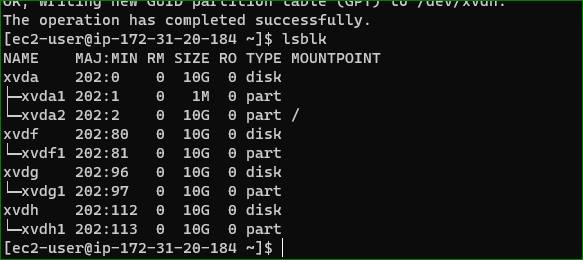 OK; writing new GUID partition table (GPT) to /dev/xvdh.
The operation has completed successfully.
[ec2-user@ip-172-31-20-184 ~]$ lsblk
NAME    MAJ:MIN RM SIZE RO TYPE MOUNTPOINT
xvda    202:0    0  10G  0 disk
├─xvda1 202:1    0   1M  0 part
└─xvda2 202:2    0  10G  0 part /
xvdf    202:80   0  10G  0 disk
└─xvdf1 202:81   0  10G  0 part
xvdg    202:96   0  10G  0 disk
└─xvdg1 202:97   0  10G  0 part
xvdh    202:112  0  10G  0 disk
└─xvdh1 202:113  0  10G  0 part
[ec2-user@ip-172-31-20-184 ~]$